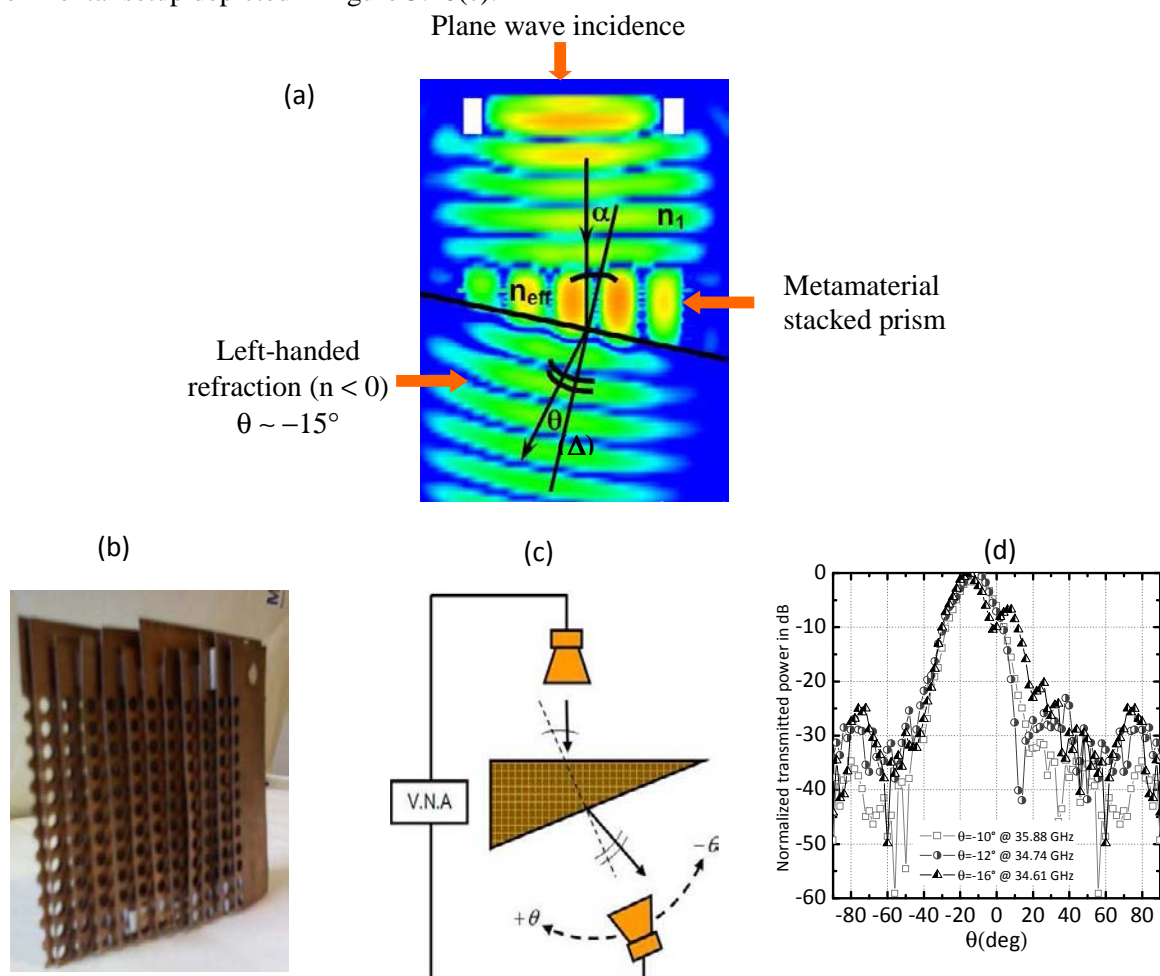 Plane wave incidence
(a)
α
n1
neff
Metamaterial
stacked prism
Left-handed
refraction (n < 0)
θ ~ −15°
θ
(Δ)
(b)
(c)
(d)
V.N.A
+θ
Normalized transmitted power in dB
0
-10
-20
-30
-40
-50
-60
θ=-10° @ 35.88 GHz
θ=-12° @ 34.74 GHz
θ=-16° @ 34.61 GHz
-80 -60 -40 -20 0 20 40 60 80
θ(deg)